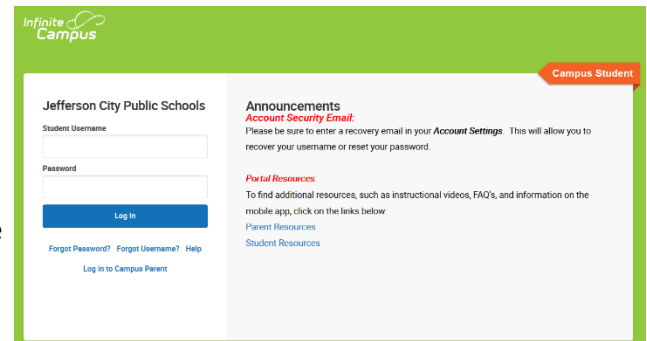 Infinite
Campus
Campus Student
Jefferson City Public Schools
Student Username
Password
Log In
Forgot Password? Forgot Username? Help
Log in to Campus Parent
Announcements
Account Security Email:
Please be sure to enter a recovery email in your Account Settings. This will allow you to
recover your username or reset your password.
Portal Resources:
To find additional resources, such as instructional videos, FAQ's, and information on the
mobile app, click on the links below:
Parent Resources
Student Resources